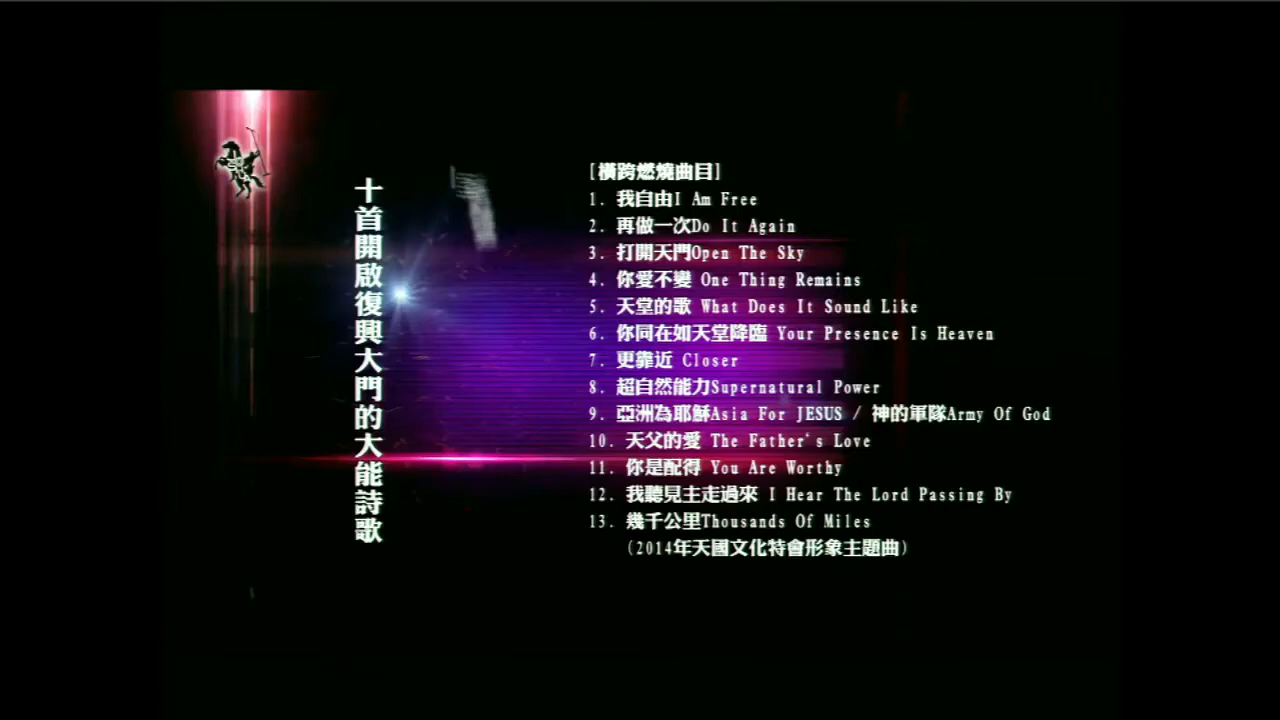 十首開啟復興大門的大能詩歌
[橫跨燃燒曲目]
1. 我自由I Am Free
2. 再做一次Do It Again
3. 打開天門Open The Sky
4. 你愛不變 One Thing Remains
5. 天堂的歌 What Does It Sound Like
6. 你同在如天堂降臨 Your Presence Is Heaven
7. 更靠近 Closer
8. 超自然能力Supernatural Power
9. 亞洲為耶穌Asia For JESUS / 神的軍隊Army Of God
10. 天父的愛 The Father's Love
11. 你是配得 You Are Worthy
12. 我聽見主走過來 I Hear The Lord Passing By
13. 幾千公里Thousands Of Miles
(2014年天國文化特會形象主題曲)